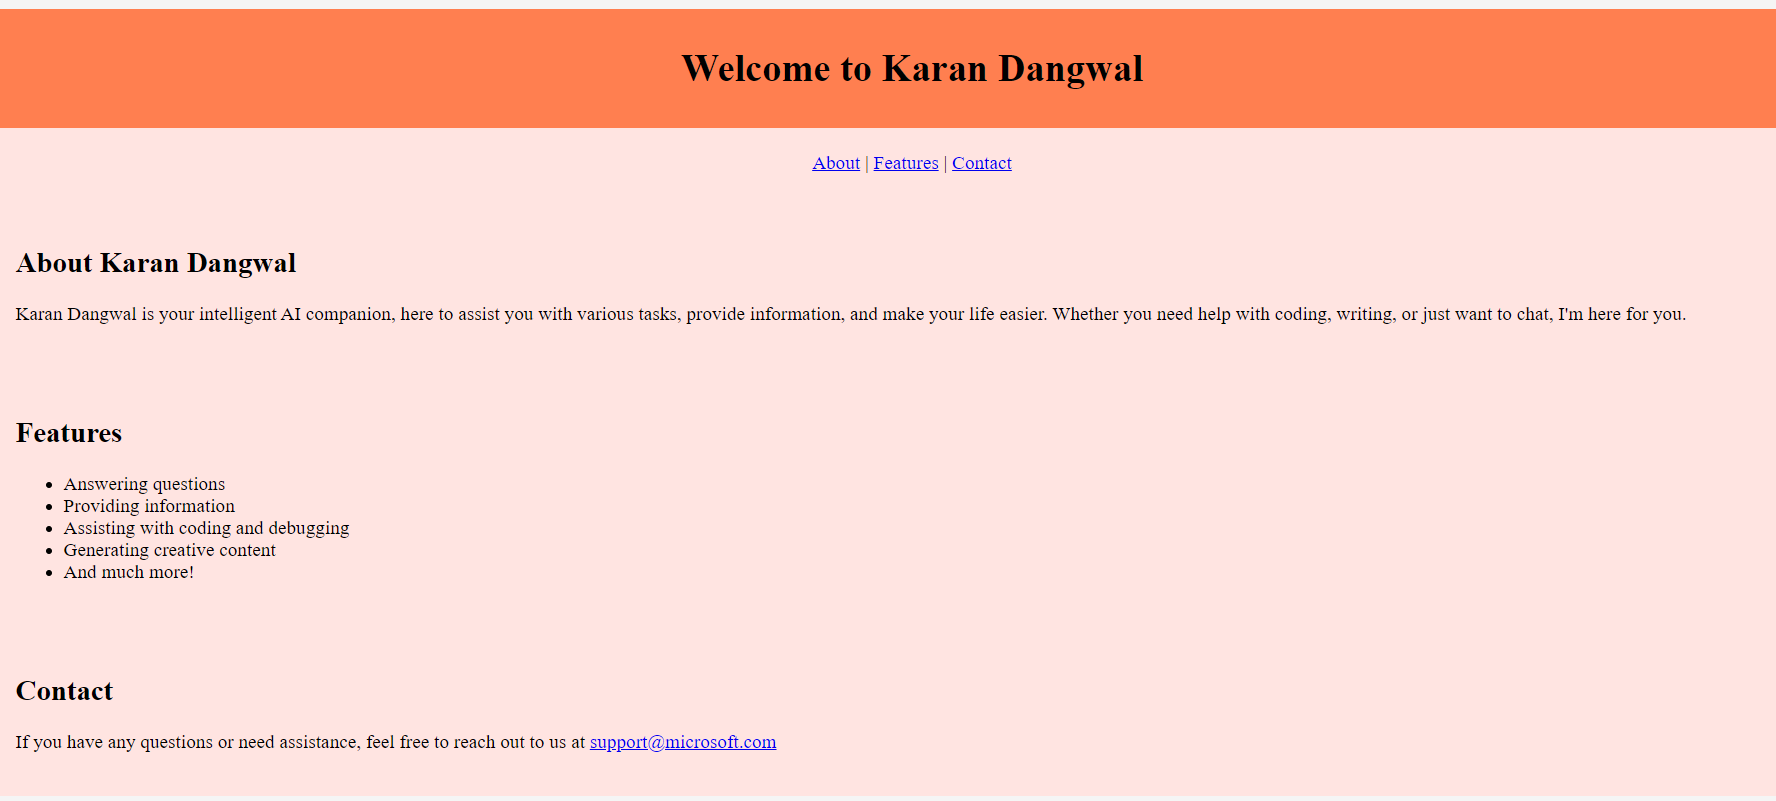 Welcome to Karan Dangwal
About | Features | Contact
About Karan Dangwal
Karan Dangwal is your intelligent AI companion, here to assist you with various tasks, provide information, and make your life easier. Whether you need help with coding, writing, or just want to chat, I'm here for you.
Features
• Answering questions
• Providing information
• Assisting with coding and debugging
• Generating creative content
• And much more!
Contact
If you have any questions or need assistance, feel free to reach out to us at support@microsoft.com